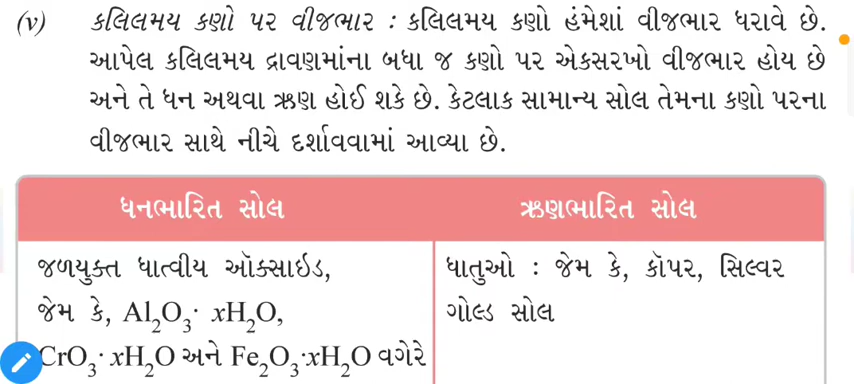 (v) કલિલમય કણો પર વીજભાર : કલિલમય કણો હંમેશાં વીજભાર ધરાવે છે.
આપેલ કલિલમય દ્રાવણમાંના બધા જ કણો પર એકસરખો વીજભાર હોય છે
અને તે ધન અથવા ઋણ હોઈ શકે છે. કેટલાક સામાન્ય સોલ તેમના કણો પરના
વીજભાર સાથે નીચે દર્શાવવામાં આવ્યા છે.
ધનભારિત સોલ
ઋણભારિત સોલ
જળયુક્ત ધાત્વીય ઑક્સાઇડ,
જેમ કે, Al₂O₃· xH₂O,
CrO₃· xH₂O અને Fe₂O₃·xH₂O વગેરે
ધાતુઓ : જેમ કે, કૉપર, સિલ્વર
ગોલ્ડ સોલ